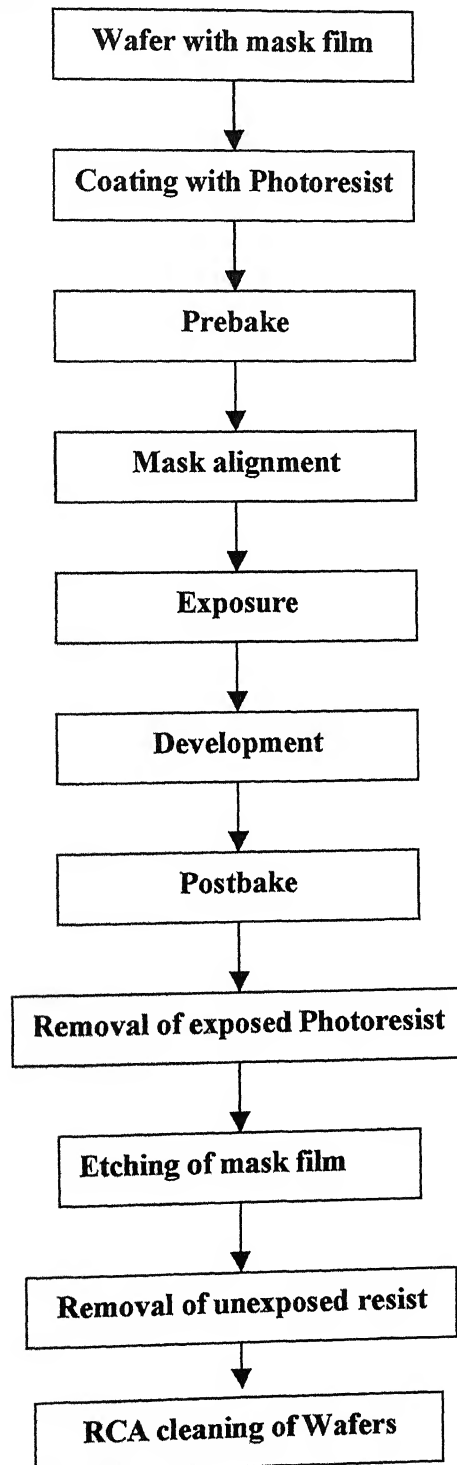 Wafer with mask film
Coating with Photoresist
Prebake
Mask alignment
Exposure
Development
Postbake
Removal of exposed Photoresist
Etching of mask film
Removal of unexposed resist
RCA cleaning of Wafers